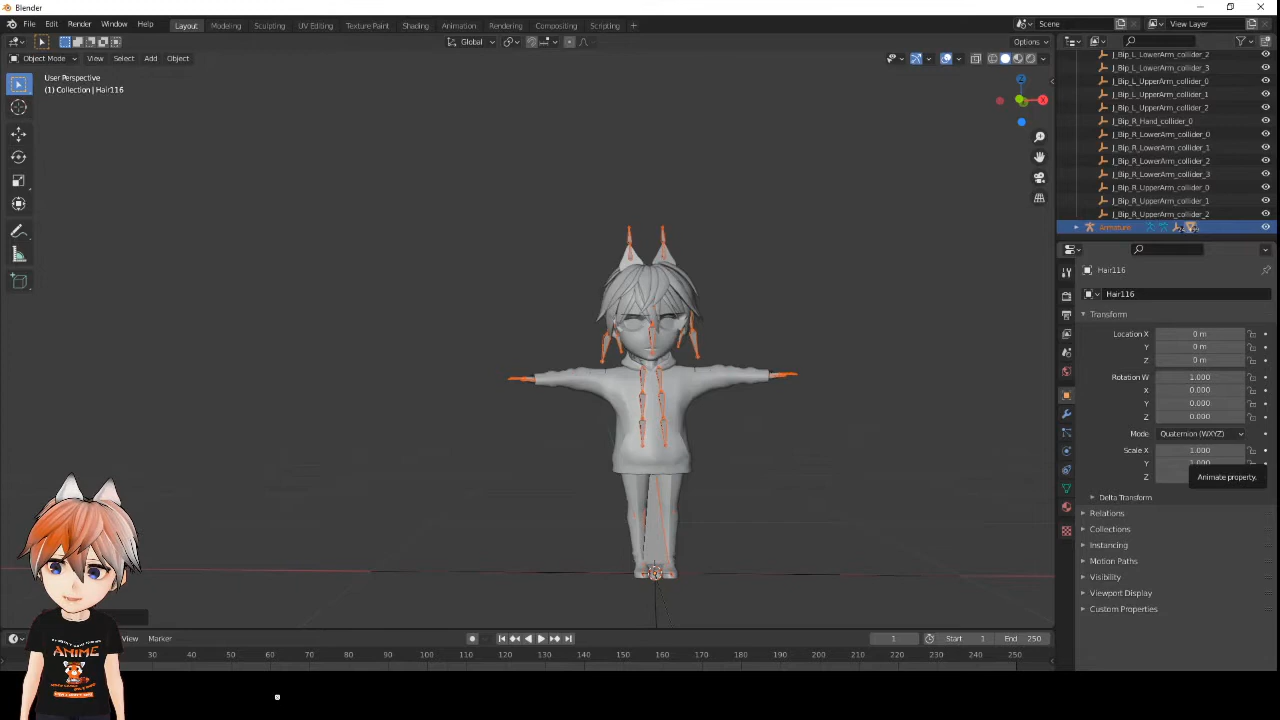 Blender
File Edit Render Window Help Layout Modeling Sculpting UV Editing Texture Paint Shading Animation Rendering Compositing Scripting + Scene View Layer
Global Options
Object Mode View Select Add Object
User Perspective
(1) Collection | Hair116
J_Bip_L_LowerArm_collider_2
J_Bip_L_LowerArm_collider_3
J_Bip_L_UpperArm_collider_0
J_Bip_L_UpperArm_collider_1
J_Bip_L_UpperArm_collider_2
J_Bip_R_Hand_collider_0
J_Bip_R_LowerArm_collider_0
J_Bip_R_LowerArm_collider_1
J_Bip_R_LowerArm_collider_2
J_Bip_R_LowerArm_collider_3
J_Bip_R_UpperArm_collider_0
J_Bip_R_UpperArm_collider_1
J_Bip_R_UpperArm_collider_2
Armature
Hair116
Hair116
Transform
Location X 0 m
Y 0 m
Z 0 m
Rotation W 1.000
X 0.000
Y 0.000
Z 0.000
Mode Quaternion (WXYZ)
Scale X 1.000
Y 1.000
Z
Animate property.
Delta Transform
Relations
Collections
Instancing
Motion Paths
Visibility
Viewport Display
Custom Properties
View Marker 1 Start 1 End 250
30 40 50 60 70 80 90 100 110 120 130 140 150 160 170 180 190 200 210 220 230 240 250
ANIME